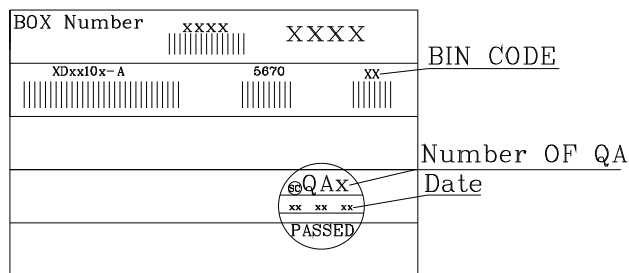 BOX Number xxxx XXXX
XDxx10x-A 5670 XX
BIN CODE
Number OF QA
QAx
Date
xx xx xx
PASSED